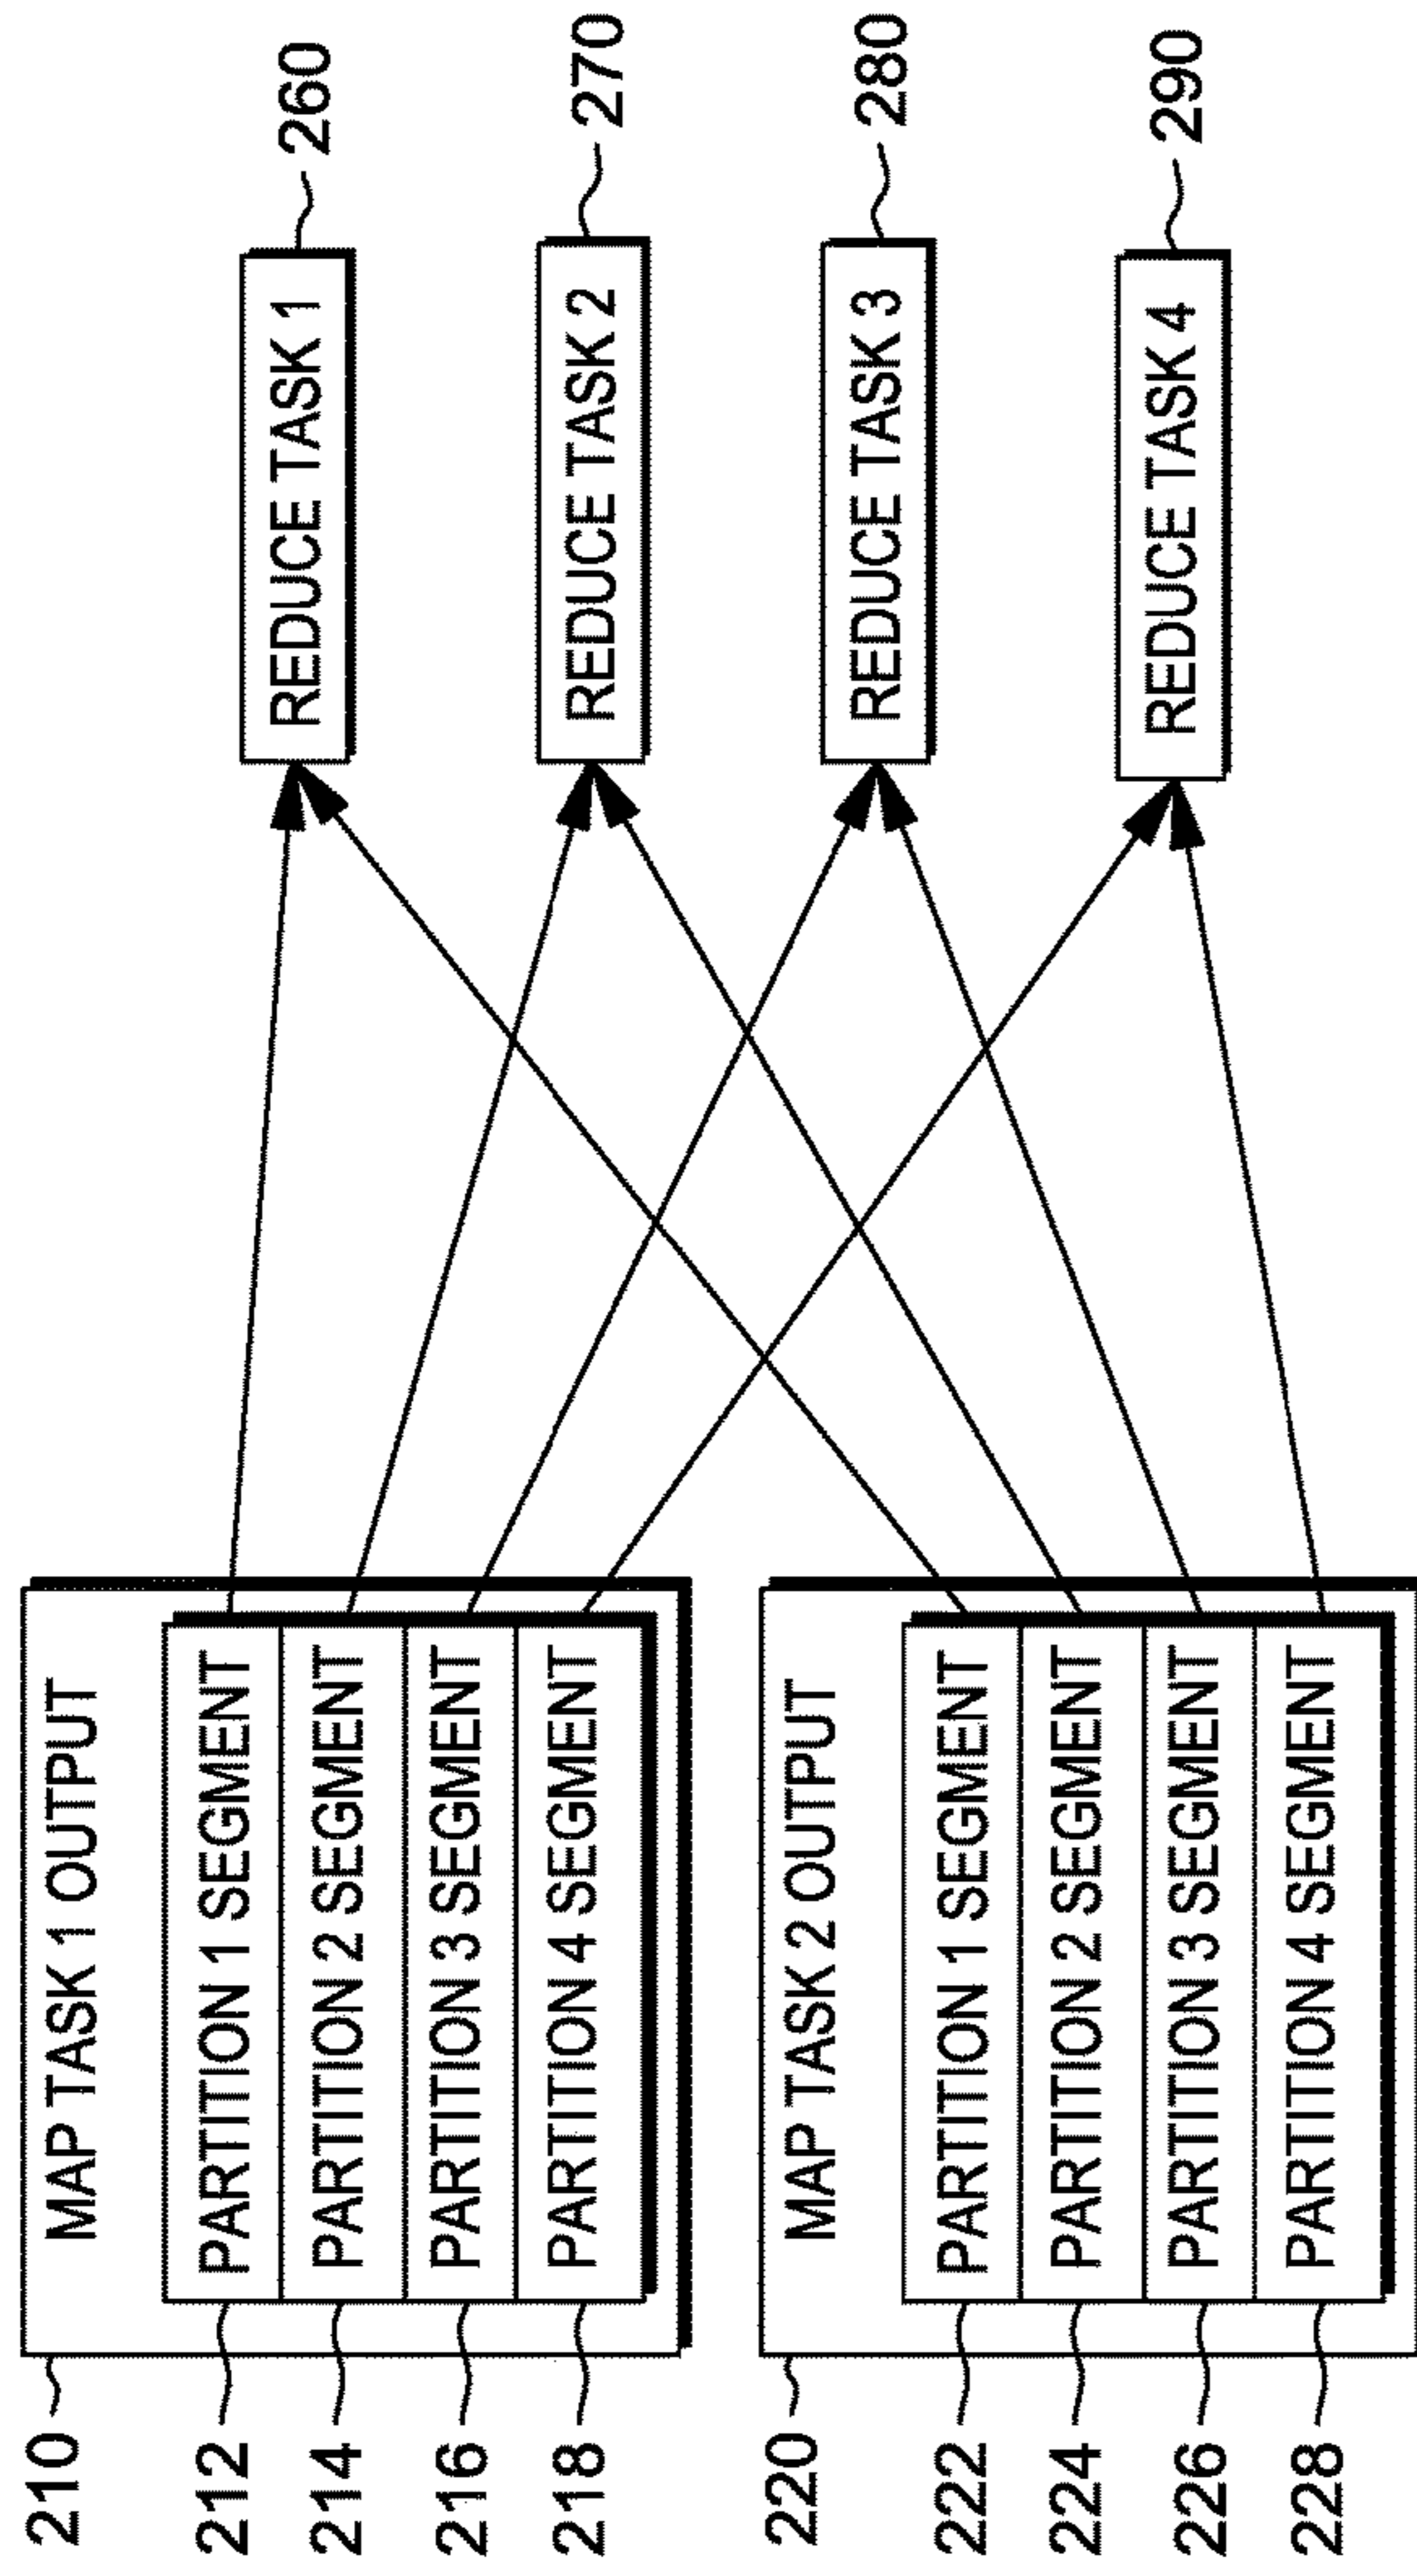 210
MAP TASK 1 OUTPUT
212
PARTITION 1 SEGMENT
214
PARTITION 2 SEGMENT
216
PARTITION 3 SEGMENT
218
PARTITION 4 SEGMENT
220
MAP TASK 2 OUTPUT
222
PARTITION 1 SEGMENT
224
PARTITION 2 SEGMENT
226
PARTITION 3 SEGMENT
228
PARTITION 4 SEGMENT
REDUCE TASK 1
260
REDUCE TASK 2
270
REDUCE TASK 3
280
REDUCE TASK 4
290